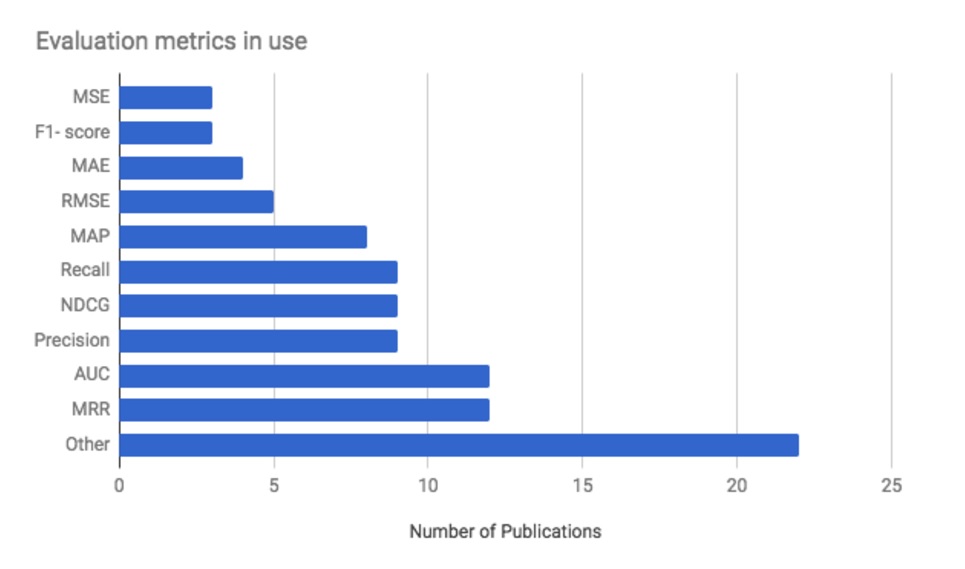 Evaluation metrics in use
MSE
F1- score
MAE
RMSE
MAP
Recall
NDCG
Precision
AUC
MRR
Other
0 5 10 15 20 25
Number of Publications